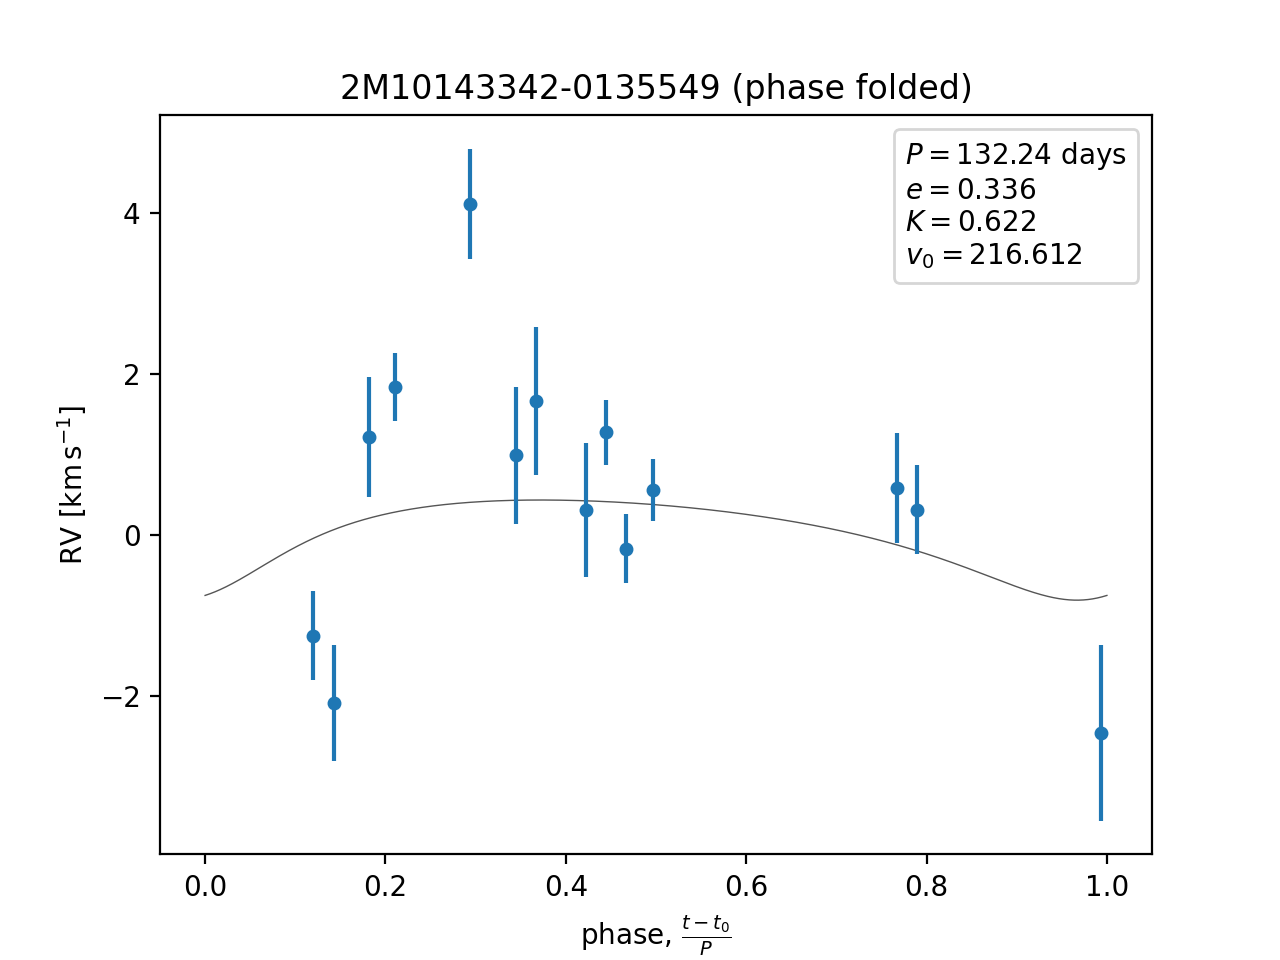 2M10143342-0135549 (phase folded)
P = 132.24 days
e = 0.336
K = 0.622
v₀ = 216.612
RV [km s⁻¹]
4
2
0
−2
0.0 0.2 0.4 0.6 0.8 1.0
phase, (t − t₀)/P